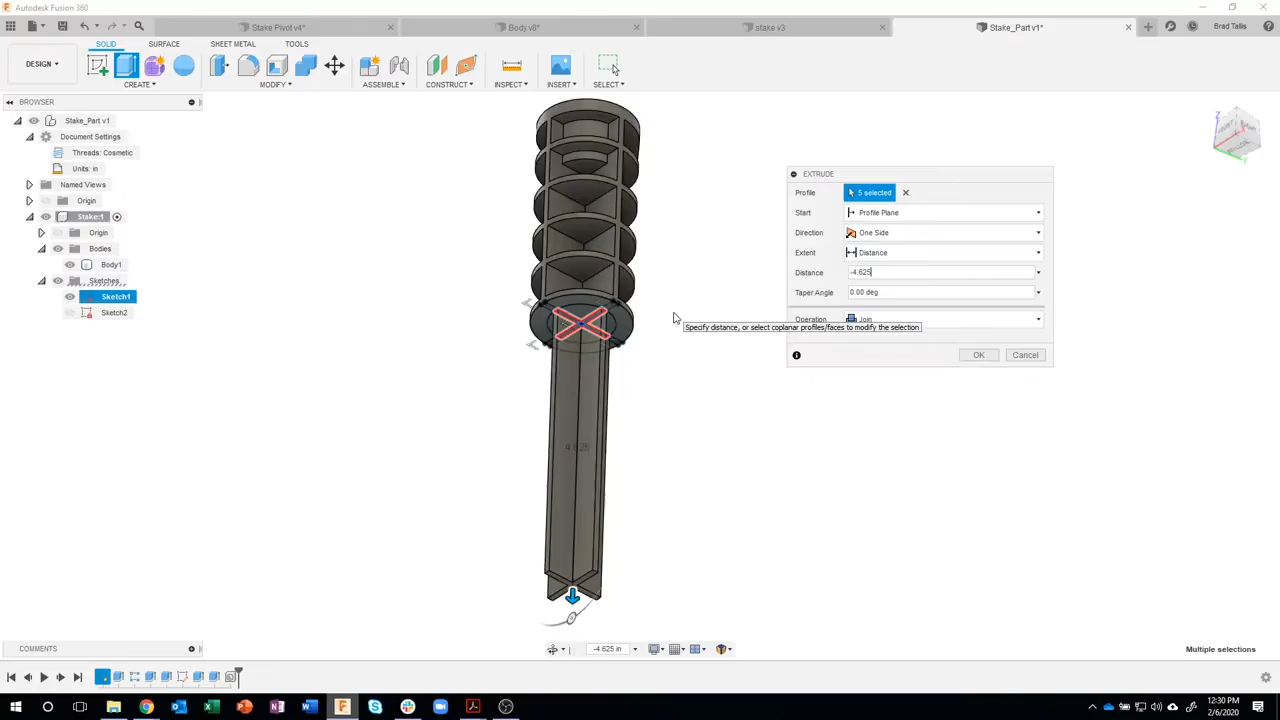 Autodesk Fusion 360
Stake Pivot v4*
Body v8*
stake v3
Stake_Part v1*
Brad Tallis
SOLID
SURFACE
SHEET METAL
TOOLS
DESIGN
CREATE
MODIFY
ASSEMBLE
CONSTRUCT
INSPECT
INSERT
SELECT
BROWSER
Stake_Part v1
Document Settings
Threads: Cosmetic
Units: in
Named Views
Origin
Stake:1
Origin
Bodies
Body1
Sketches
Sketch1
Sketch2
EXTRUDE
Profile
5 selected
Start
Profile Plane
Direction
One Side
Extent
Distance
Distance
-4.625
Taper Angle
0.00 deg
Operation
Join
Specify distance, or select coplanar profiles/faces to modify the selection
OK
Cancel
4.625
Z
COMMENTS
-4.625 in
Multiple selections
12:30 PM
2/6/2020